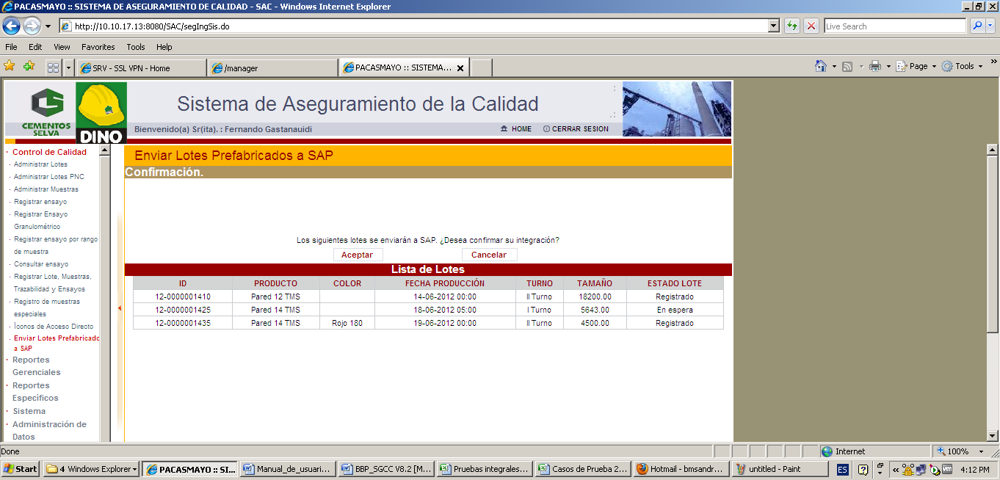 PACASMAYO :: SISTEMA DE ASEGURAMIENTO DE CALIDAD - SAC - Windows Internet Explorer
http://10.10.17.13:8080/SAC/segIngSis.do
Live Search
File Edit View Favorites Tools Help
SRV - SSL VPN - Home
/manager
PACASMAYO :: SISTEMA...
Page Tools
CEMENTOS SELVA
DINO
Sistema de Aseguramiento de la Calidad
Bienvenido(a) Sr(ita). : Fernando Gastanauidi
HOME CERRAR SESION
Control de Calidad
Administrar Lotes
Administrar Lotes PNC
Administrar Muestras
Registrar ensayo
Registrar Ensayo
Granulométrico
Registrar ensayo por rango
de muestra
Consultar ensayo
Registrar Lote, Muestras,
Trazabilidad y Ensayos
Registro de muestras
especiales
Íconos de Acceso Directo
Enviar Lotes Prefabricado
a SAP
Reportes
Gerenciales
Reportes
Específicos
Sistema
Administración de
Datos
Enviar Lotes Prefabricados a SAP
Confirmación.
Los siguientes lotes se enviarán a SAP. ¿Desea confirmar su integración?
Aceptar Cancelar
Lista de Lotes
ID PRODUCTO COLOR FECHA PRODUCCIÓN TURNO TAMAÑO ESTADO LOTE
12-0000001410 Pared 12 TMS 14-06-2012 00:00 II Turno 18200.00 Registrado
12-0000001425 Pared 14 TMS 18-06-2012 05:00 I Turno 5643.00 En espera
12-0000001435 Pared 14 TMS Rojo 180 19-06-2012 00:00 II Turno 4500.00 Registrado
Done
Internet
100%
Start
4 Windows Explorer
PACASMAYO :: SI...
Manual_de_usuari...
BBP_SGCC V8.2 [M...
Pruebas integrales...
Casos de Prueba 2...
Hotmail - bmsandr...
untitled - Paint
ES
4:12 PM